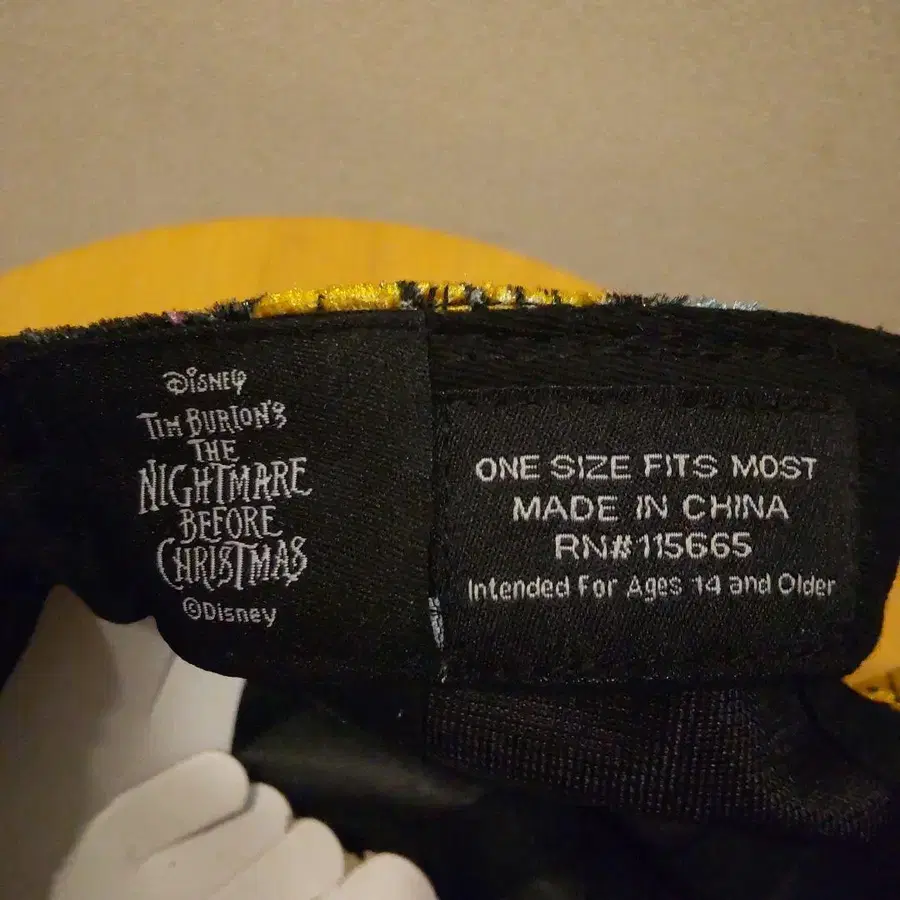 Disney
TIM BURTON'S
THE
NIGHTMARE
BEFORE
CHRISTMAS
©Disney
ONE SIZE FITS MOST
MADE IN CHINA
RN#115665
Intended For Ages 14 and Older